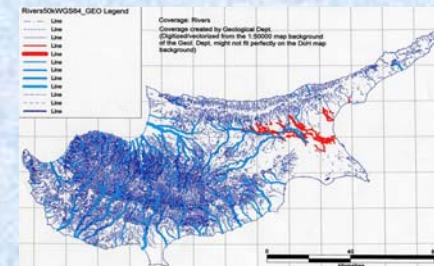 Rivers50kWGS84_GEO Legend
Line
Line
Line
Line
Line
Line
Line
Line
Line
Line
Line
Line
Coverage: Rivers
Coverage created by Geological Dept.
(Digitized/vectorized from the 1:50000 map background
of the Geol. Dept, might not fit perfectly on the DoH map
background)
0